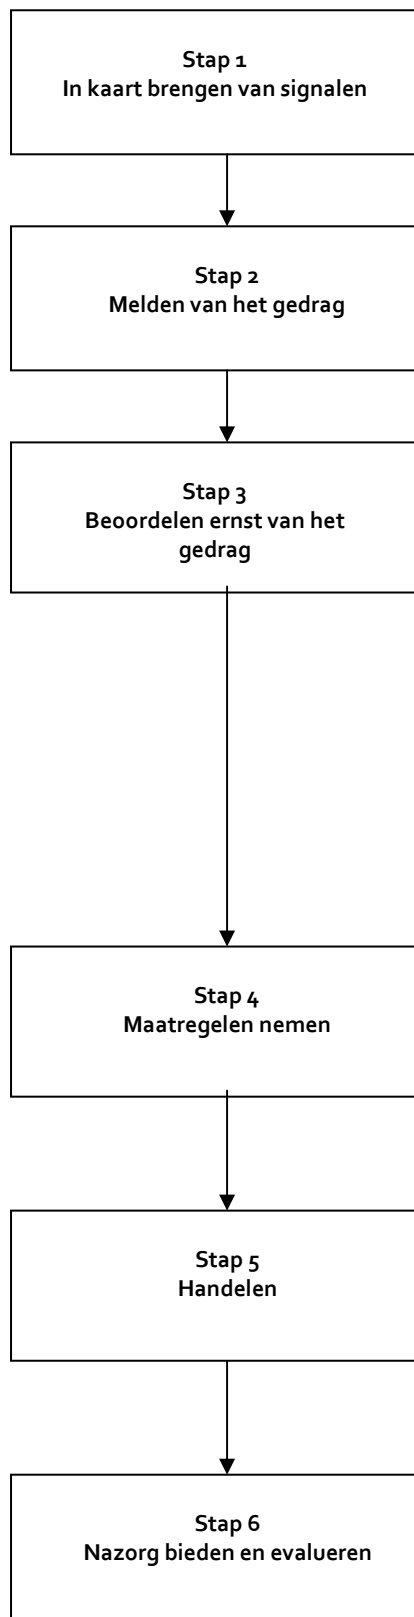 Stap 1
In kaart brengen van signalen
Stap 2
Melden van het gedrag
Stap 3
Beoordelen ernst van het
gedrag
Stap 4
Maatregelen nemen
Stap 5
Handelen
Stap 6
Nazorg bieden en evalueren